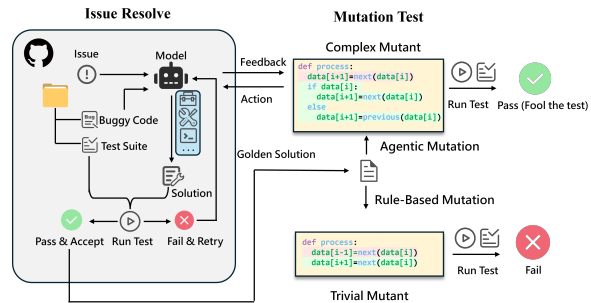 Issue Resolve
Mutation Test
Issue
Model
Bug
Buggy Code
Test Suite
...
Solution
Pass & Accept
Run Test
Fail & Retry
Feedback
Action
Golden Solution
Complex Mutant
def process:
data[i+1]=next(data[i])
if data[i]:
data[i+1]=next(data[i])
else
data[i+1]=previous(data[i])
Run Test
Pass (Fool the test)
Agentic Mutation
Rule-Based Mutation
def process:
data[i-1]=next(data[i])
data[i+1]=next(data[i])
Run Test
Fail
Trivial Mutant